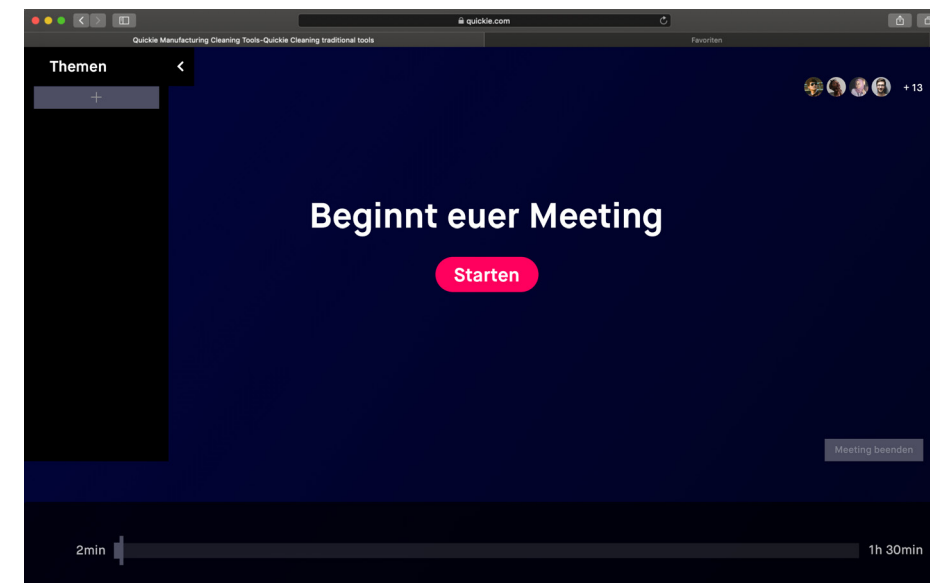 quickie.com
Quickie Manufacturing Cleaning Tools-Quickie Cleaning traditional tools
Favoriten
Themen
+ 13
Beginnt euer Meeting
Starten
Meeting beenden
2min
1h 30min